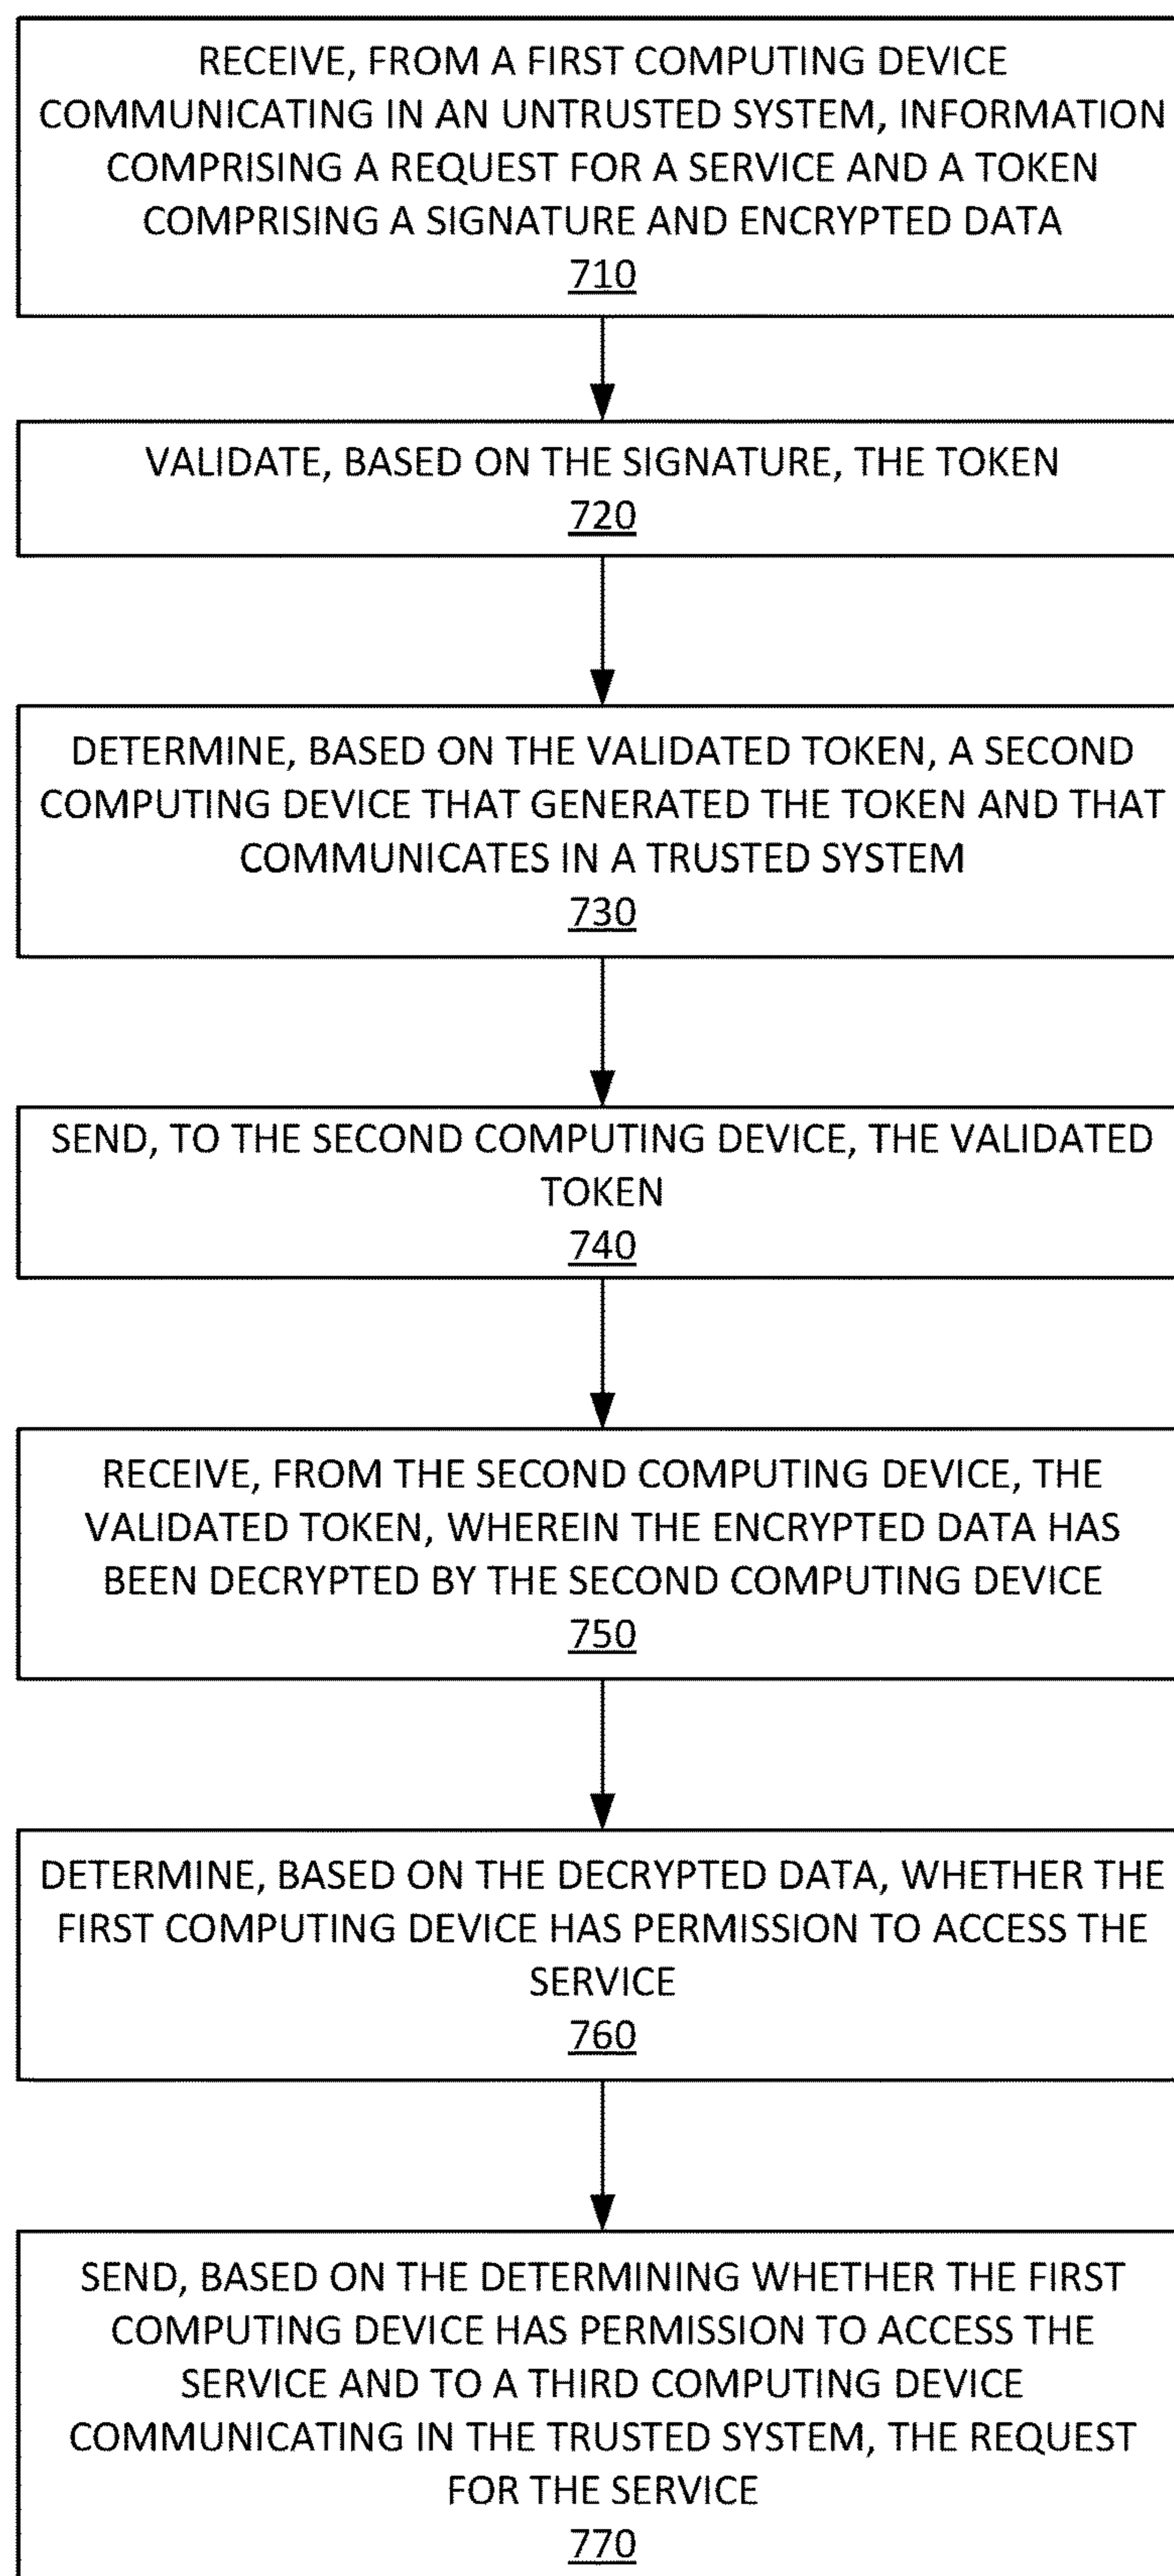 RECEIVE, FROM A FIRST COMPUTING DEVICE
COMMUNICATING IN AN UNTRUSTED SYSTEM, INFORMATION
COMPRISING A REQUEST FOR A SERVICE AND A TOKEN
COMPRISING A SIGNATURE AND ENCRYPTED DATA
710
VALIDATE, BASED ON THE SIGNATURE, THE TOKEN
720
DETERMINE, BASED ON THE VALIDATED TOKEN, A SECOND
COMPUTING DEVICE THAT GENERATED THE TOKEN AND THAT
COMMUNICATES IN A TRUSTED SYSTEM
730
SEND, TO THE SECOND COMPUTING DEVICE, THE VALIDATED
TOKEN
740
RECEIVE, FROM THE SECOND COMPUTING DEVICE, THE
VALIDATED TOKEN, WHEREIN THE ENCRYPTED DATA HAS
BEEN DECRYPTED BY THE SECOND COMPUTING DEVICE
750
DETERMINE, BASED ON THE DECRYPTED DATA, WHETHER THE
FIRST COMPUTING DEVICE HAS PERMISSION TO ACCESS THE
SERVICE
760
SEND, BASED ON THE DETERMINING WHETHER THE FIRST
COMPUTING DEVICE HAS PERMISSION TO ACCESS THE
SERVICE AND TO A THIRD COMPUTING DEVICE
COMMUNICATING IN THE TRUSTED SYSTEM, THE REQUEST
FOR THE SERVICE
770